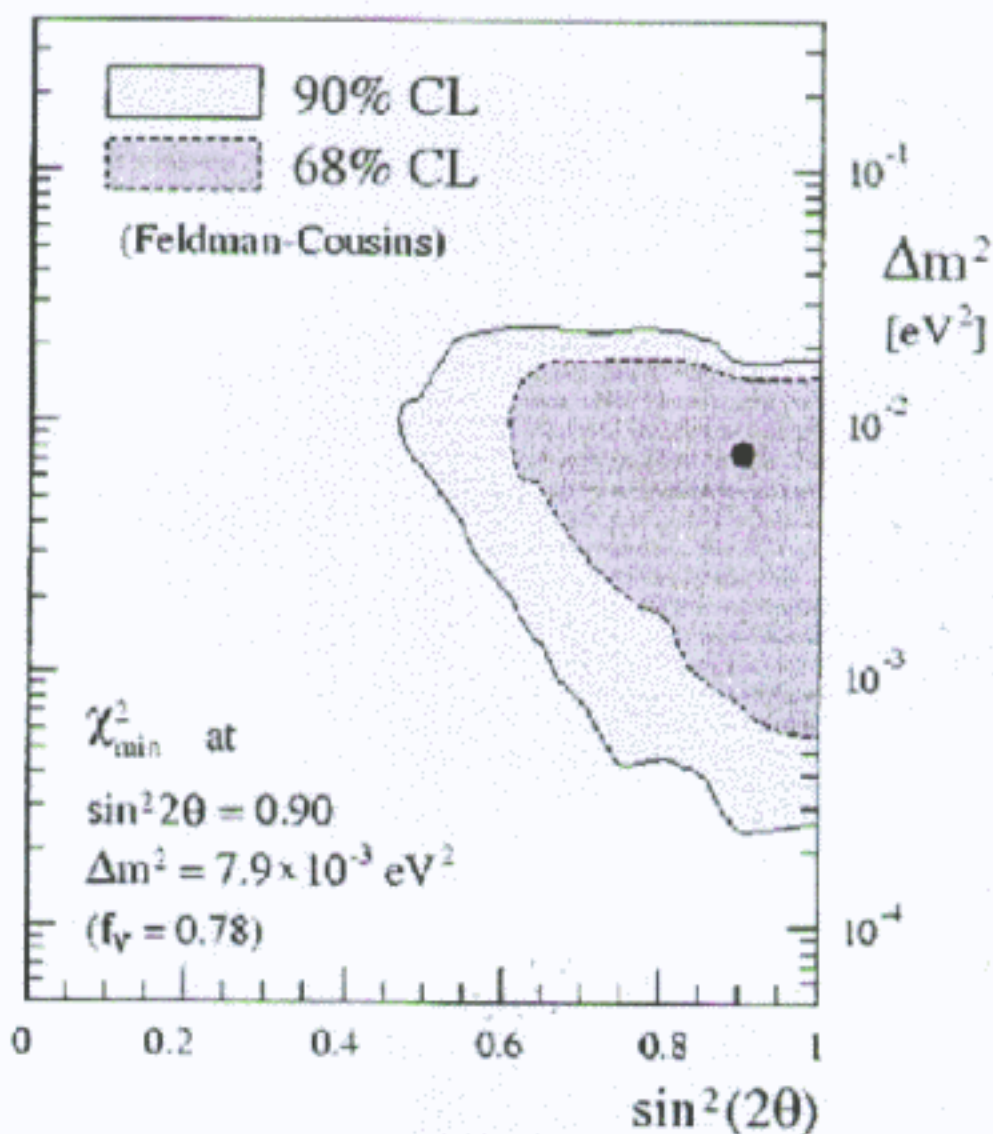 90% CL
68% CL
(Feldman-Cousins)
10⁻¹
Δm²
[eV²]
10⁻²
10⁻³
10⁻⁴
χ²min at
sin²2θ = 0.90
Δm² = 7.9 × 10⁻³ eV²
(fν = 0.78)
0 0.2 0.4 0.6 0.8 1
sin²(2θ)